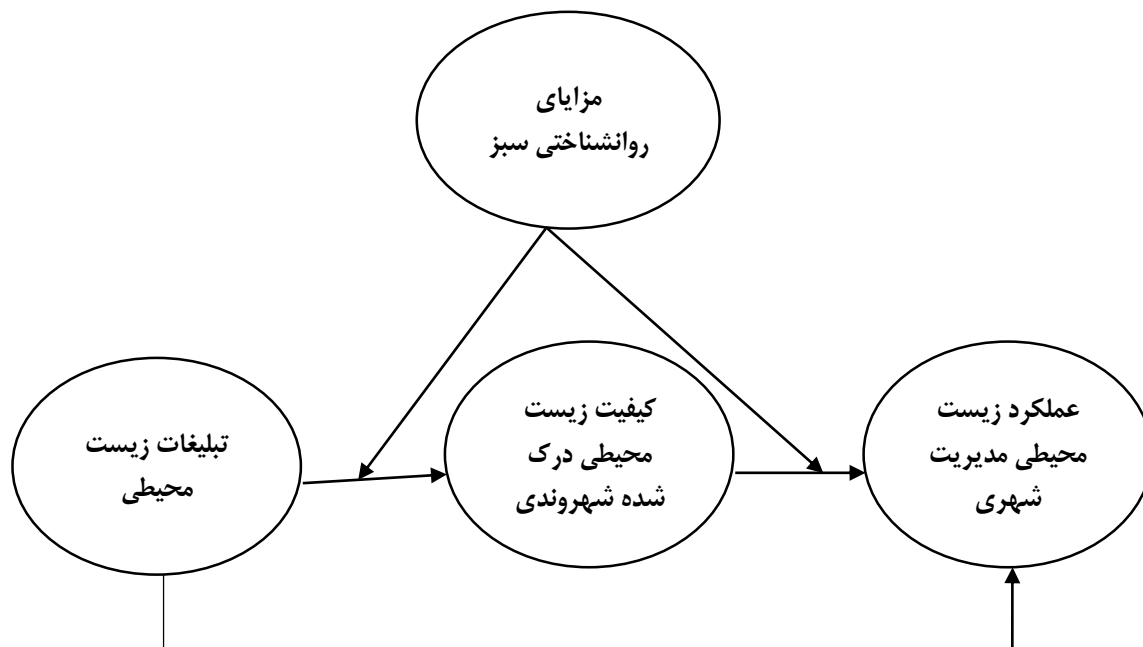 مزایای
روانشناختی سبز
عملکرد زیست
محیطی مدیریت
شهری
کیفیت زیست
محیطی درک
شده شهروندی
تبلیغات زیست
محیطی